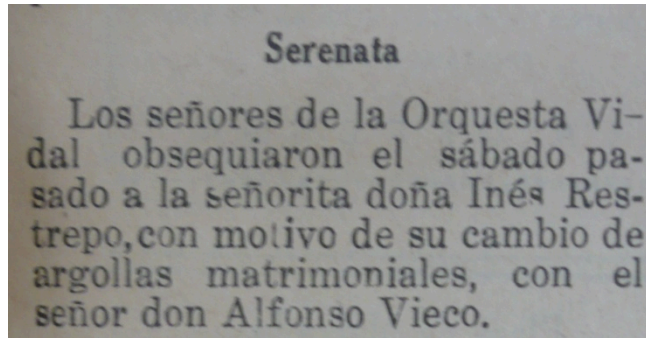 Serenata
Los señores de la Orquesta Vi-
dal obsequiaron el sábado pa-
sado a la señorita doña Inés Res-
trepo, con motivo de su cambio de
argollas matrimoniales, con el
señor don Alfonso Vieco.